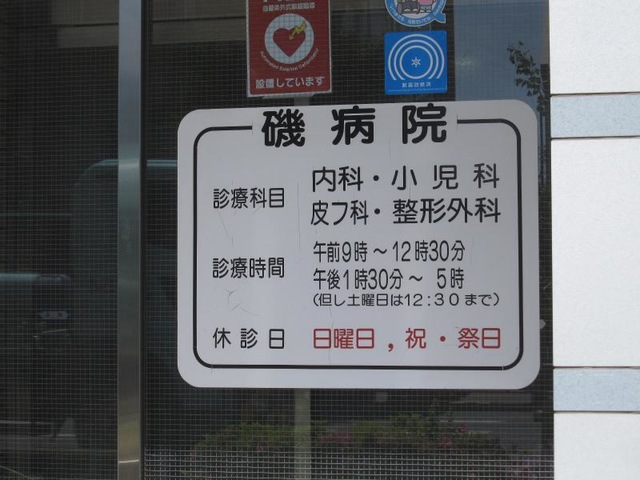 設置しています
磯病院
診療科目 内科・小児科
皮フ科・整形外科
診療時間 午前9時～12時30分
午後1時30分～ 5時
(但し土曜日は12:30まで)
休診日 日曜日,祝・祭日